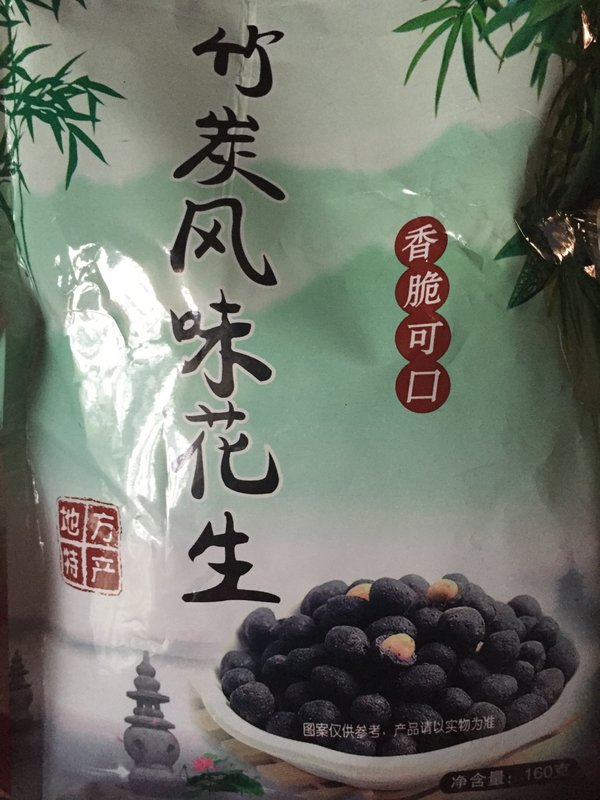 竹炭风味花生
香脆可口
地方
特产
图案仅供参考，产品请以实物为准
净含量：160克